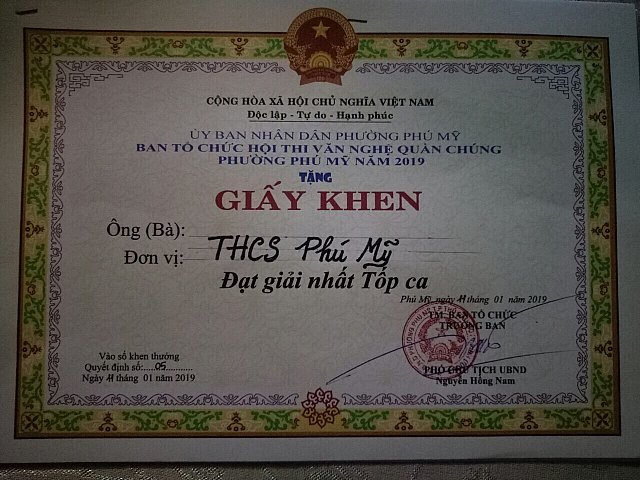 CỘNG HÒA XÃ HỘI CHỦ NGHĨA VIỆT NAM
Độc lập - Tự do - Hạnh phúc
ỦY BAN NHÂN DÂN PHƯỜNG PHÚ MỸ
BAN TỔ CHỨC HỘI THI VĂN NGHỆ QUẦN CHÚNG
PHƯỜNG PHÚ MỸ NĂM 2019
TẶNG
GIẤY KHEN
Ông (Bà):
Đơn vị: THCS Phú Mỹ
Đạt giải nhất Tốp ca
Phú Mỹ, ngày 11 tháng 01 năm 2019
TM. BAN TỔ CHỨC
TRƯỞNG BAN
Vào sổ khen thưởng
Quyết định số:....05...........
Ngày 11 tháng 01 năm 2019
PHÓ CHỦ TỊCH UBND
Nguyễn Hồng Nam